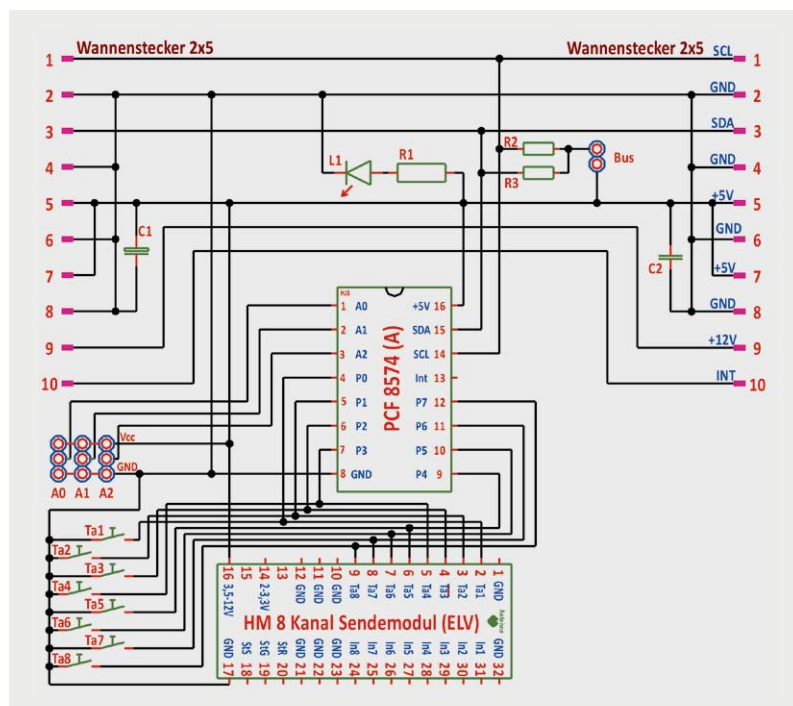 Wannenstecker 2x5
Wannenstecker 2x5
SCL
1
1
GND
2
2
SDA
3
3
R2
Bus
L1
R1
GND
4
4
R3
+5V
5
5
C1
GND
6
6
C2
+5V
7
7
GND
8
8
+12V
9
9
INT
10
10
PCF 8574 (A)
1 A0
+5V 16
2 A1
SDA 15
3 A2
SCL 14
4 P0
Int 13
5 P1
P7 12
6 P2
P6 11
7 P3
P5 10
8 GND
P4 9
Vcc
GND
A0 A1 A2
Ta1
Ta2
Ta3
Ta4
Ta5
Ta6
Ta7
Ta8
16 15 14 13 12 11 10 9 8 7 6 5 4 3 2 1
3,5-12V 2-3,3V GND GND GND Ta8 Ta7 Ta6 Ta5 Ta4 Ta3 Ta2 Ta1 GND
HM 8 Kanal Sendemodul (ELV)
GND StS StG StR GND GND GND In8 In7 In6 In5 In4 In3 In2 In1 GND
17 18 19 20 21 22 23 24 25 26 27 28 29 30 31 32